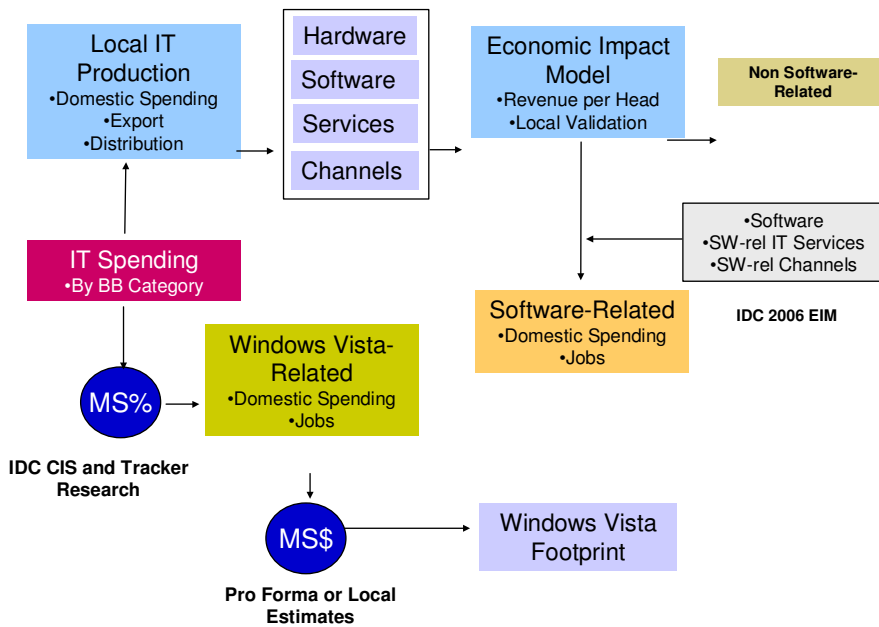 Local IT
Production
•Domestic Spending
•Export
•Distribution
Hardware
Software
Services
Channels
Economic Impact
Model
•Revenue per Head
•Local Validation
Non Software-
Related
IT Spending
•By BB Category
•Software
•SW-rel IT Services
•SW-rel Channels
IDC 2006 EIM
Software-Related
•Domestic Spending
•Jobs
Windows Vista-
Related
•Domestic Spending
•Jobs
MS%
IDC CIS and Tracker
Research
MS$
Pro Forma or Local
Estimates
Windows Vista
Footprint